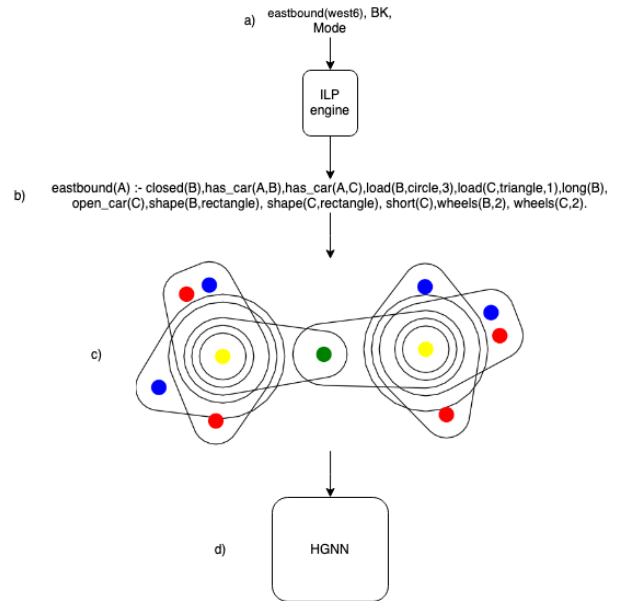 a) eastbound(west6), BK,
Mode
ILP
engine
b) eastbound(A) :- closed(B),has_car(A,B),has_car(A,C),load(B,circle,3),load(C,triangle,1),long(B),
open_car(C),shape(B,rectangle), shape(C,rectangle), short(C),wheels(B,2), wheels(C,2).
c)
d) HGNN